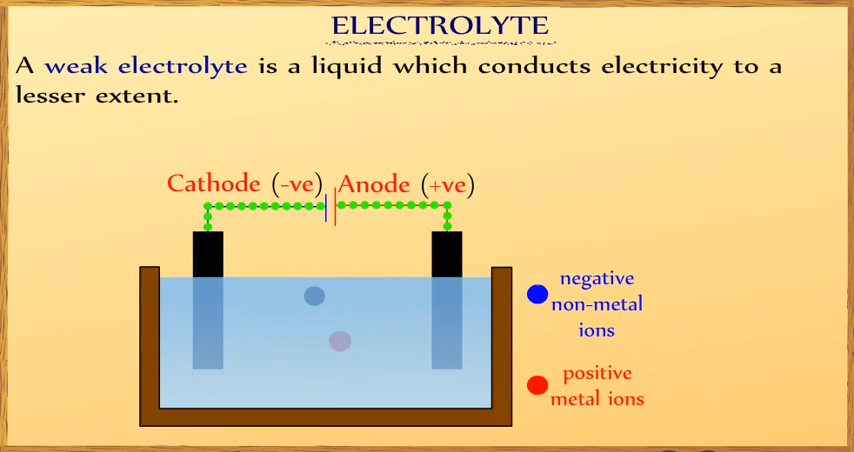 ELECTROLYTE
A weak electrolyte is a liquid which conducts electricity to a
lesser extent.
Cathode (-ve) Anode (+ve)
negative
non-metal
ions
positive
metal ions